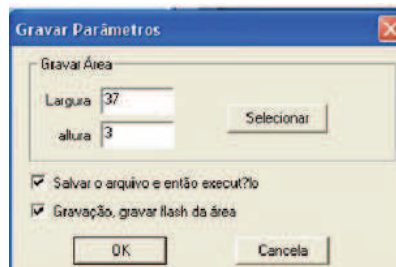 Gravar Parâmetros
Gravar Área
Largura 37
altura 3
Selecionar
Salvar o arquivo e então execut?lo
Gravação, gravar flash da área
OK Cancela